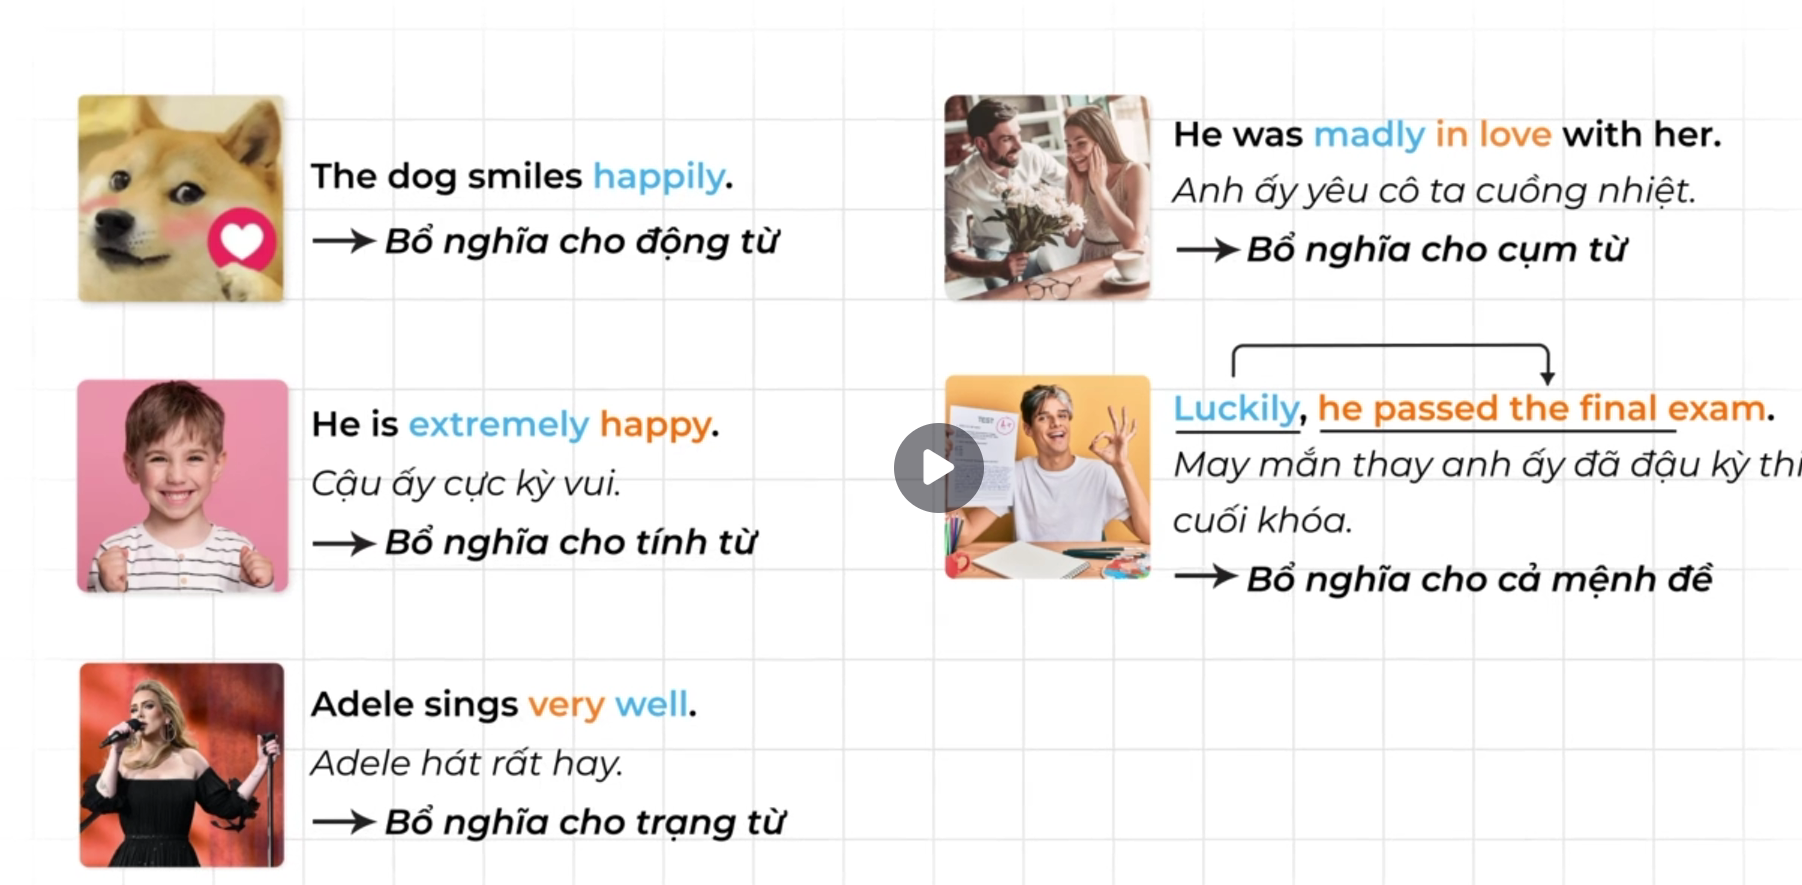 The dog smiles happily.
→ Bổ nghĩa cho động từ
He is extremely happy.
Cậu ấy cực kỳ vui.
→ Bổ nghĩa cho tính từ
Adele sings very well.
Adele hát rất hay.
→ Bổ nghĩa cho trạng từ
He was madly in love with her.
Anh ấy yêu cô ta cuồng nhiệt.
→ Bổ nghĩa cho cụm từ
TEST
A+
Luckily, he passed the final exam.
May mắn thay anh ấy đã đậu kỳ thi
cuối khóa.
→ Bổ nghĩa cho cả mệnh đề